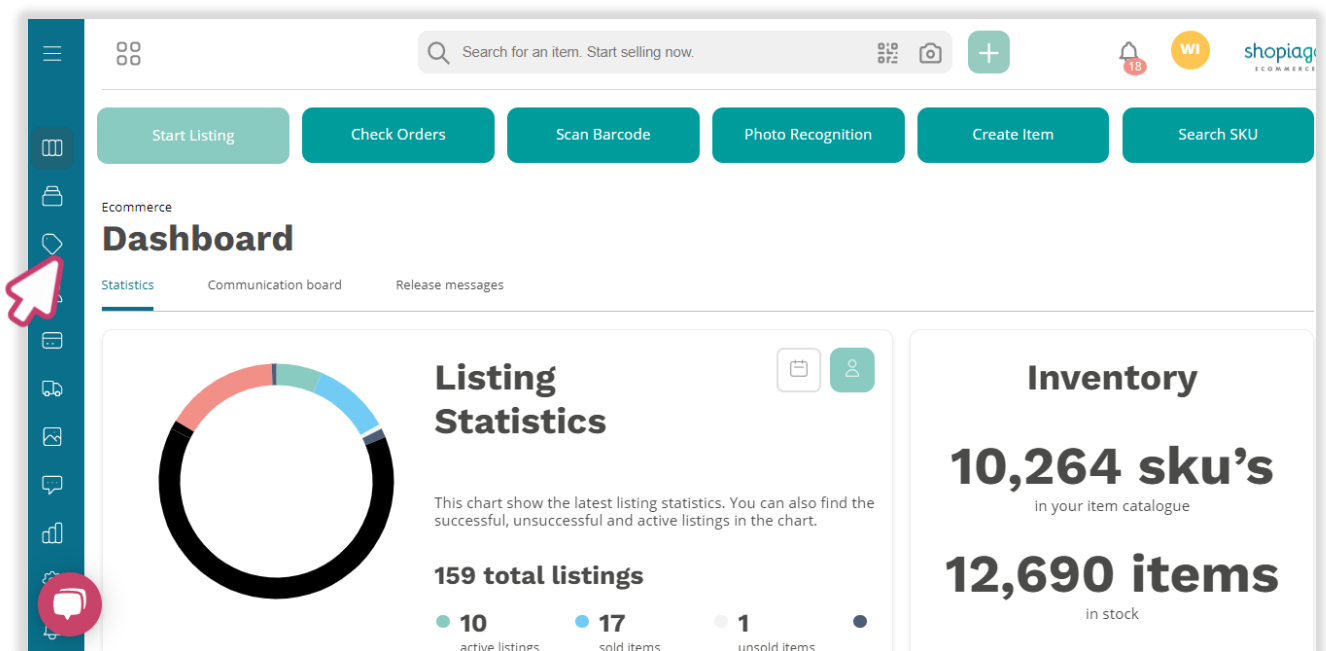 Search for an item. Start selling now.
18
WI
shopiago
ECOMMERCE
Start Listing
Check Orders
Scan Barcode
Photo Recognition
Create Item
Search SKU
Ecommerce
Dashboard
Statistics
Communication board
Release messages
Listing
Statistics
This chart show the latest listing statistics. You can also find the
successful, unsuccessful and active listings in the chart.
159 total listings
10
active listings
17
sold items
1
unsold items
Inventory
10,264 sku’s
in your item catalogue
12,690 items
in stock